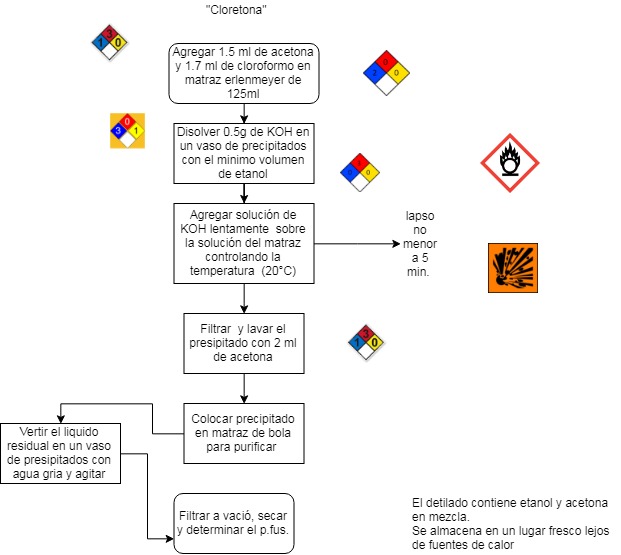 "Cloretona"
3
1 0
Agregar 1.5 ml de acetona
y 1.7 ml de cloroformo en
matraz erlenmeyer de
125ml
0
2 0
0
3 1
Disolver 0.5g de KOH en
un vaso de precipitados
con el minimo volumen
de etanol
0
0 0
Agregar solución de
KOH lentamente sobre
la solución del matraz
controlando la
temperatura (20°C)
lapso
no
menor
a 5
min.
Filtrar y lavar el
presipitado con 2 ml
de acetona
3
1 0
Colocar precipitado
en matraz de bola
para purificar
Vertir el liquido
residual en un vaso
de presipitados con
agua gria y agitar
Filtrar a vació, secar
y determinar el p.fus.
El detilado contiene etanol y acetona
en mezcla.
Se almacena en un lugar fresco lejos
de fuentes de calor